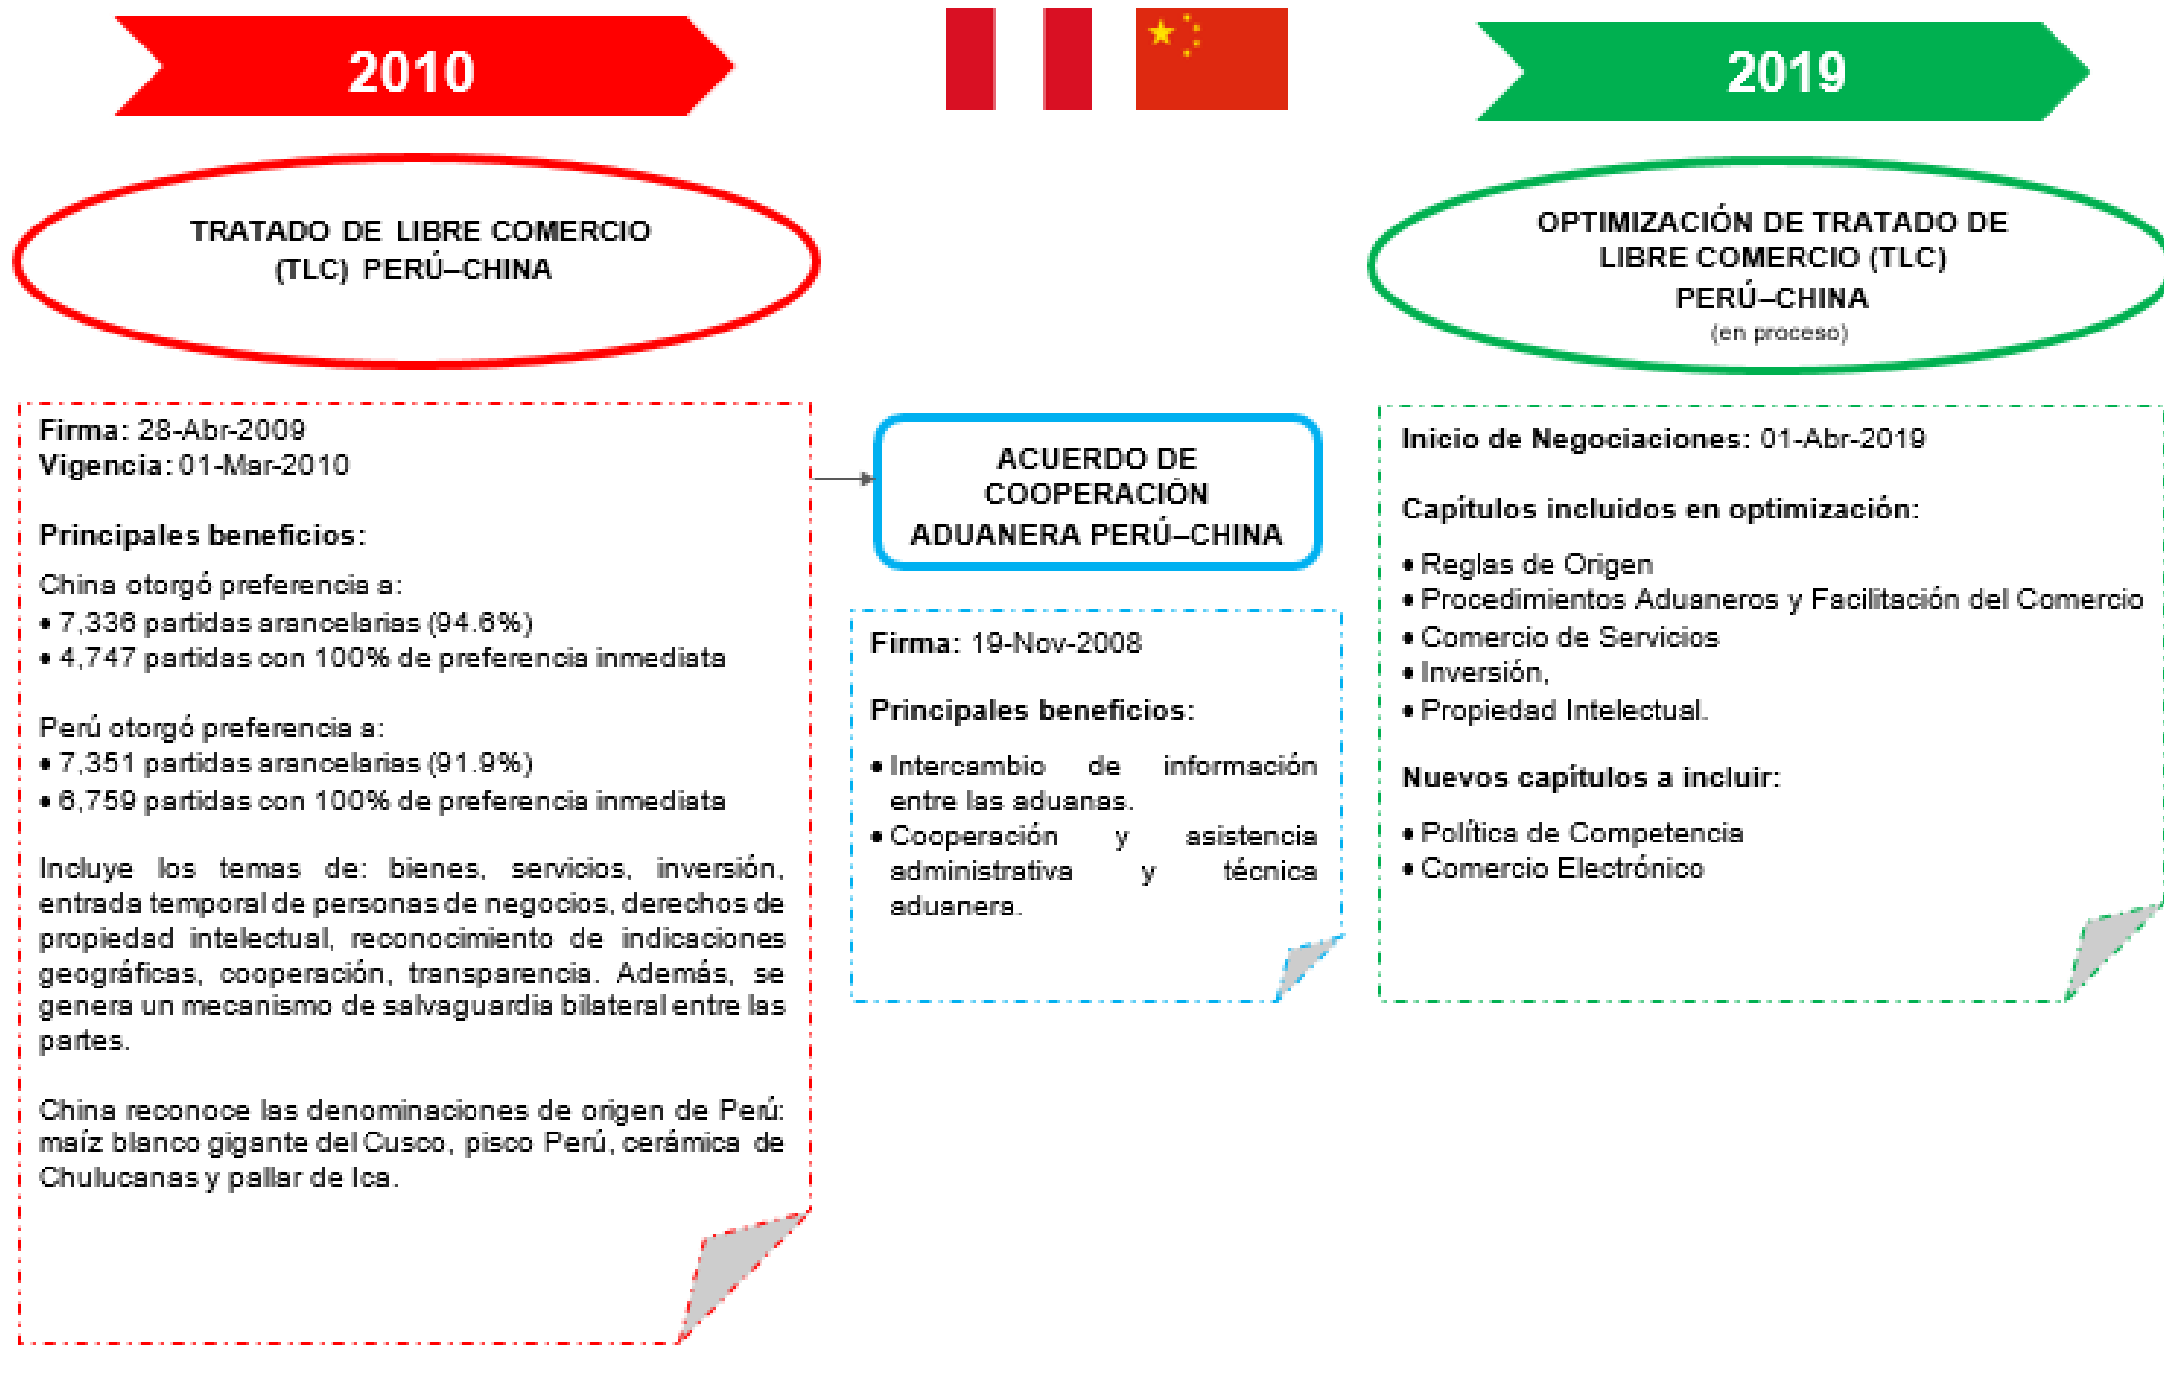 2010
TRATADO DE LIBRE COMERCIO
(TLC) PERÚ–CHINA
Firma: 28-Abr-2009
Vigencia: 01-Mar-2010
Principales beneficios:
China otorgó preferencia a:
• 7,336 partidas arancelarias (94.6%)
• 4,747 partidas con 100% de preferencia inmediata
Perú otorgó preferencia a:
• 7,351 partidas arancelarias (91.9%)
• 6,759 partidas con 100% de preferencia inmediata
Incluye los temas de: bienes, servicios, inversión,
entrada temporal de personas de negocios, derechos de
propiedad intelectual, reconocimiento de indicaciones
geográficas, cooperación, transparencia. Además, se
genera un mecanismo de salvaguardia bilateral entre las
partes.
China reconoce las denominaciones de origen de Perú:
maíz blanco gigante del Cusco, pisco Perú, cerámica de
Chulucanas y pallar de Ica.
ACUERDO DE
COOPERACIÓN
ADUANERA PERÚ–CHINA
Firma: 19-Nov-2008
Principales beneficios:
• Intercambio de información
entre las aduanas.
• Cooperación y asistencia
administrativa y técnica
aduanera.
2019
OPTIMIZACIÓN DE TRATADO DE
LIBRE COMERCIO (TLC)
PERÚ–CHINA
(en proceso)
Inicio de Negociaciones: 01-Abr-2019
Capítulos incluidos en optimización:
• Reglas de Origen
• Procedimientos Aduaneros y Facilitación del Comercio
• Comercio de Servicios
• Inversión,
• Propiedad Intelectual.
Nuevos capítulos a incluir:
• Política de Competencia
• Comercio Electrónico